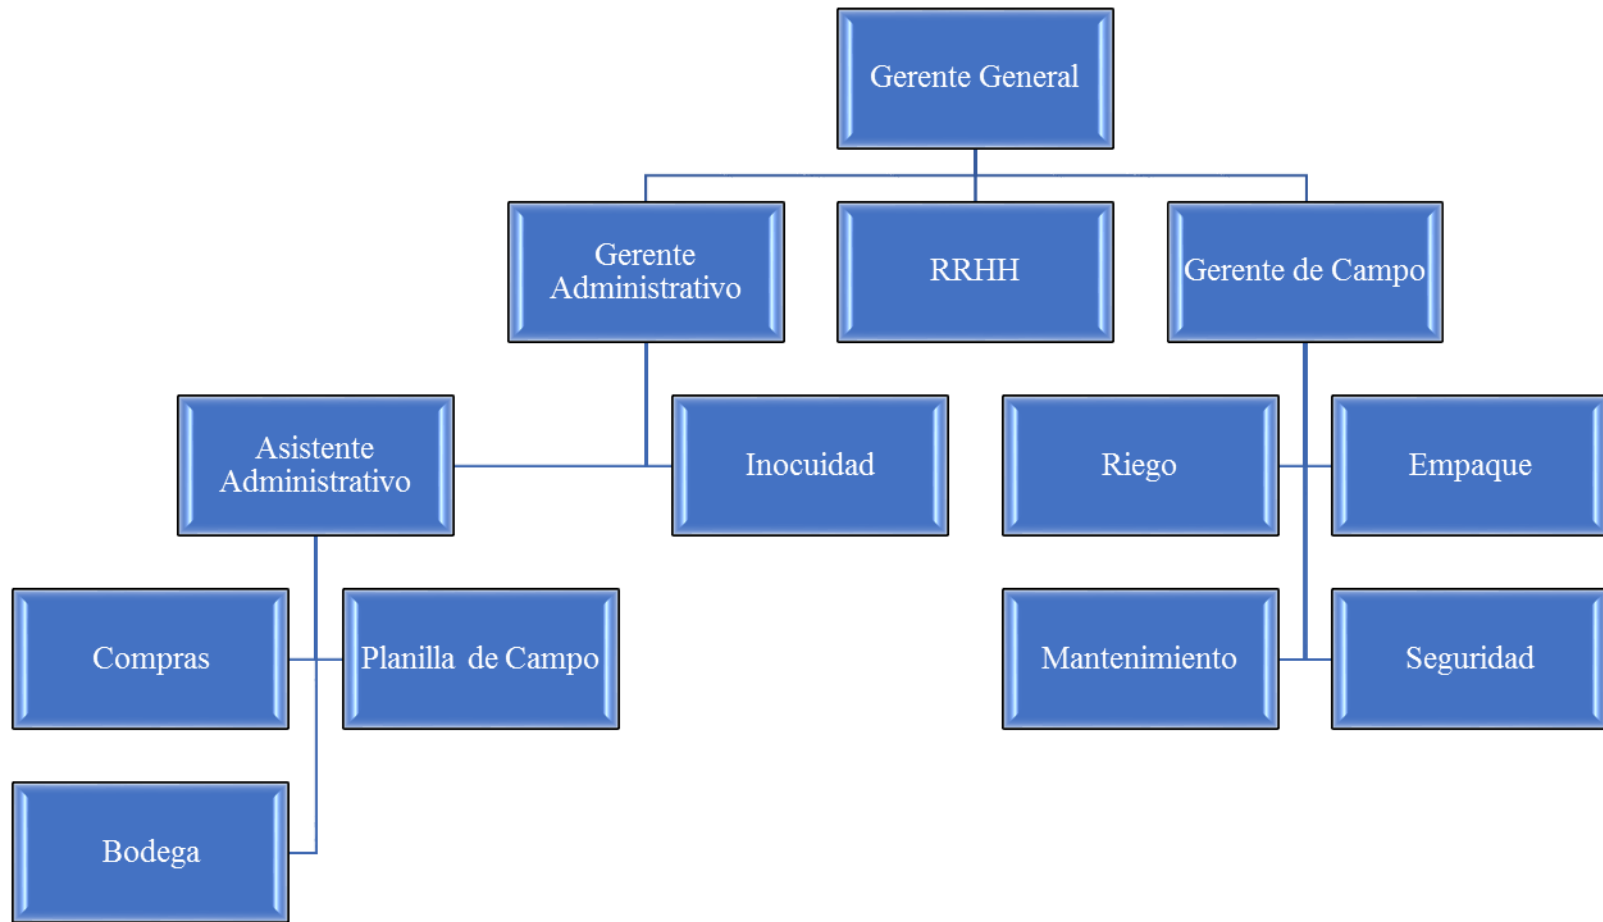 Gerente General
Gerente
Administrativo
RRHH
Gerente de Campo
Asistente
Administrativo
Inocuidad
Riego
Empaque
Compras
Planilla de Campo
Mantenimiento
Seguridad
Bodega